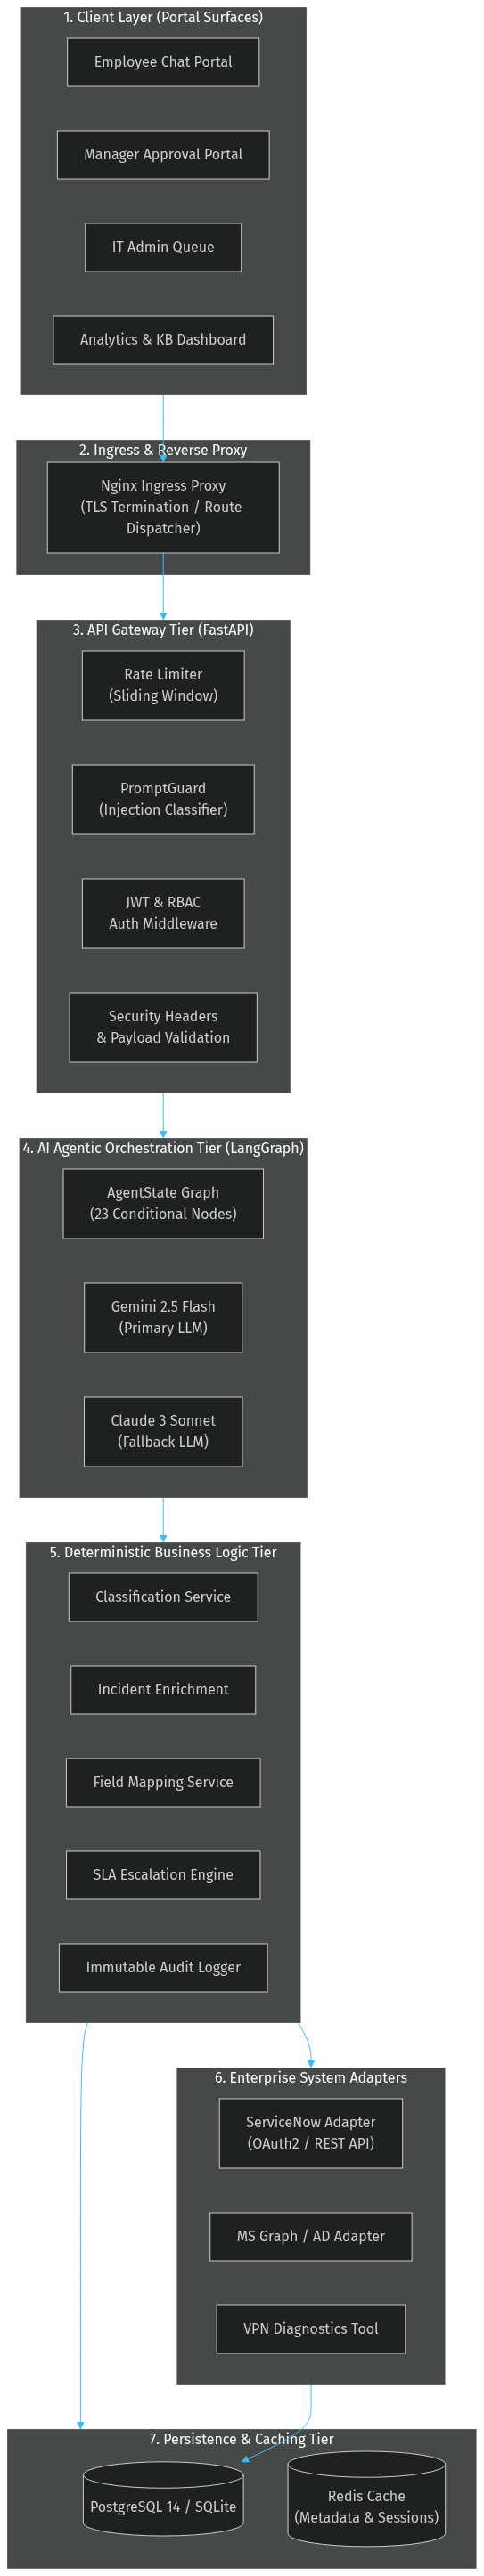 1. Client Layer (Portal Surfaces)
Employee Chat Portal
Manager Approval Portal
IT Admin Queue
Analytics & KB Dashboard
2. Ingress & Reverse Proxy
Nginx Ingress Proxy
(TLS Termination / Route
Dispatcher)
3. API Gateway Tier (FastAPI)
Rate Limiter
(Sliding Window)
PromptGuard
(Injection Classifier)
JWT & RBAC
Auth Middleware
Security Headers
& Payload Validation
4. AI Agentic Orchestration Tier (LangGraph)
AgentState Graph
(23 Conditional Nodes)
Gemini 2.5 Flash
(Primary LLM)
Claude 3 Sonnet
(Fallback LLM)
5. Deterministic Business Logic Tier
Classification Service
Incident Enrichment
Field Mapping Service
SLA Escalation Engine
Immutable Audit Logger
6. Enterprise System Adapters
ServiceNow Adapter
(OAuth2 / REST API)
MS Graph / AD Adapter
VPN Diagnostics Tool
7. Persistence & Caching Tier
PostgreSQL 14 / SQLite
Redis Cache
(Metadata & Sessions)